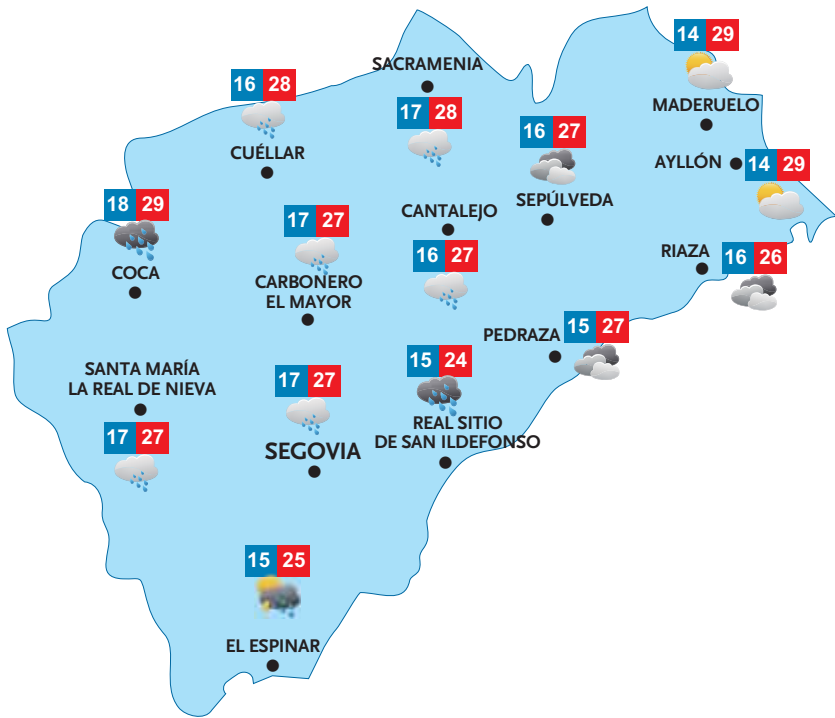 14 29
MADERUELO
SACRAMENIA
17 28
16 28
CUÉLLAR
16 27
SEPÚLVEDA
AYLLÓN
14 29
18 29
COCA
17 27
CARBONERO
EL MAYOR
CANTALEJO
16 27
RIAZA
16 26
PEDRAZA
15 27
SANTA MARÍA
LA REAL DE NIEVA
17 27
17 27
SEGOVIA
15 24
REAL SITIO
DE SAN ILDEFONSO
15 25
EL ESPINAR